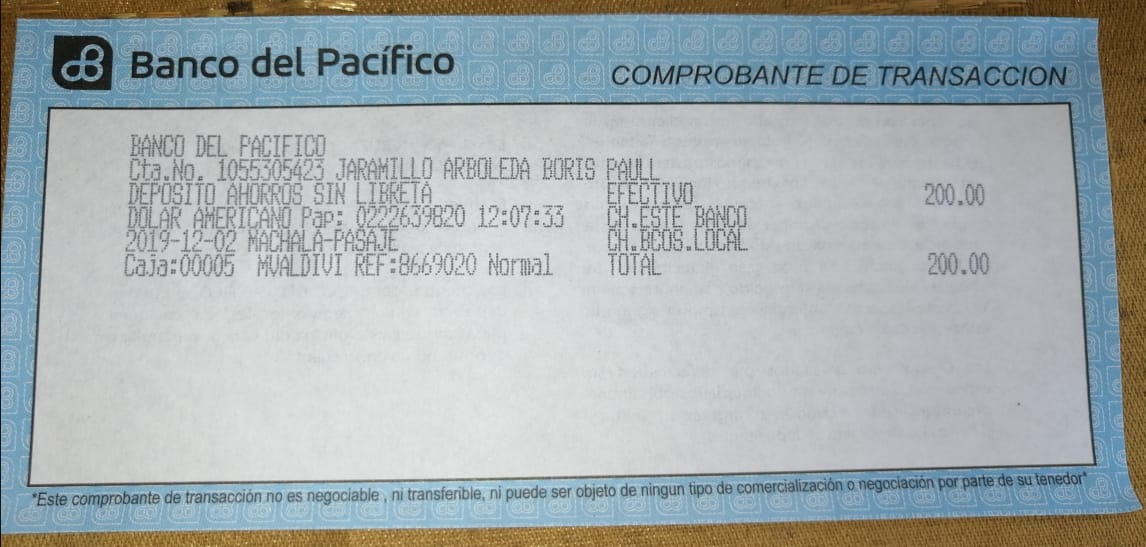 Banco del Pacífico
COMPROBANTE DE TRANSACCION
BANCO DEL PACIFICO
Cta.No. 1055305423 JARAMILLO ARBOLEDA BORIS PAULL
DEPOSITO AHORROS SIN LIBRETA EFECTIVO 200.00
DOLAR AMERICANO Pap: 0222639820 12:07:33 CH.ESTE BANCO
2019-12-02 MACHALA-PASAJE CH.BCOS.LOCAL
Caja:00005 MVALDIVI REF:8669020 Normal TOTAL 200.00
*Este comprobante de transacción no es negociable , ni transferible, ni puede ser objeto de ningun tipo de comercialización o negociación por parte de su tenedor*